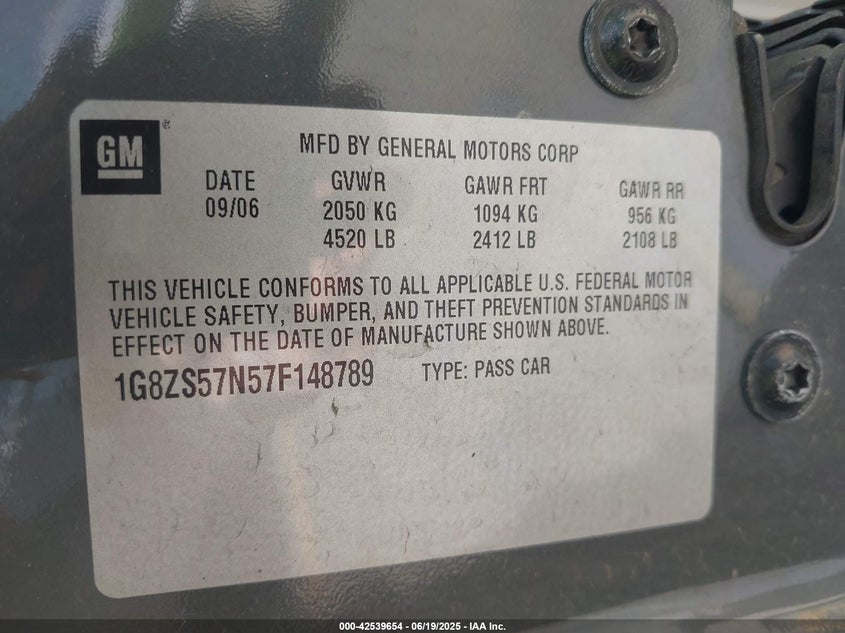 GM®
MFD BY GENERAL MOTORS CORP
DATE GVWR GAWR FRT GAWR RR
09/06 2050 KG 1094 KG 956 KG
4520 LB 2412 LB 2108 LB
THIS VEHICLE CONFORMS TO ALL APPLICABLE U.S. FEDERAL MOTOR
VEHICLE SAFETY, BUMPER, AND THEFT PREVENTION STANDARDS IN
EFFECT ON THE DATE OF MANUFACTURE SHOWN ABOVE.
1G8ZS57N57F148789 TYPE: PASS CAR
000-42539654 - 06/19/2025 - IAA Inc.